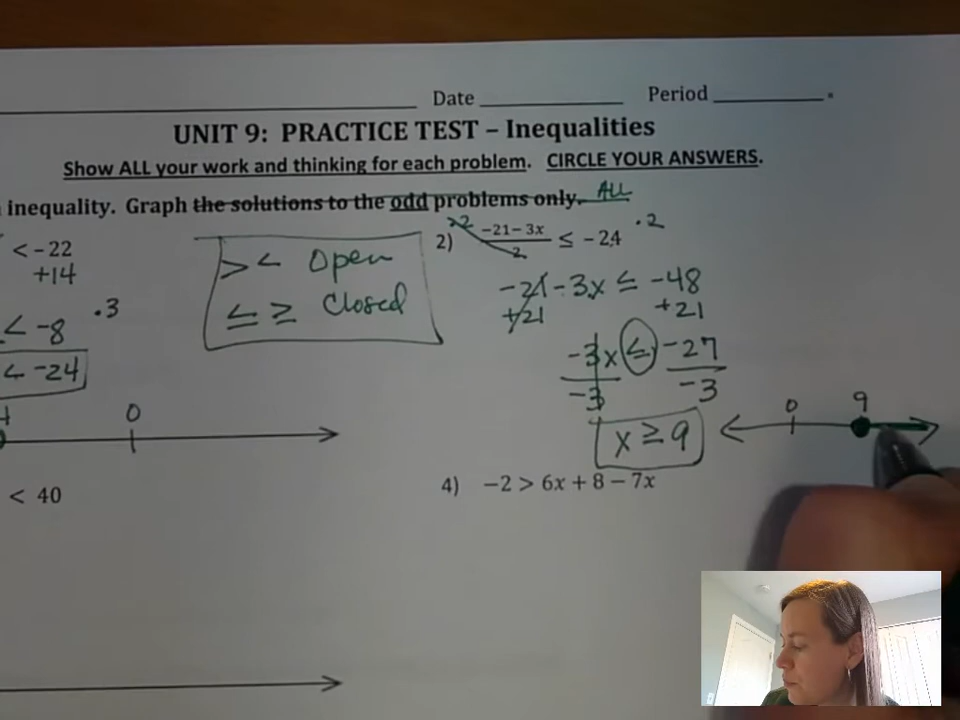 Date ____________ Period ____________.
UNIT 9: PRACTICE TEST – Inequalities
Show ALL your work and thinking for each problem. CIRCLE YOUR ANSWERS.
inequality. Graph the solutions to the odd problems only. ALL
< -22
+14
< -8 · 3
< -24
0
> < Open
≤ ≥ Closed
2) ·2 -21 - 3x / 2 ≤ -24 · 2
-21 - 3x ≤ -48
+21 +21
-3x ≤ -27
-3 -3
x ≥ 9
0 9
< 40
4) -2 > 6x + 8 - 7x